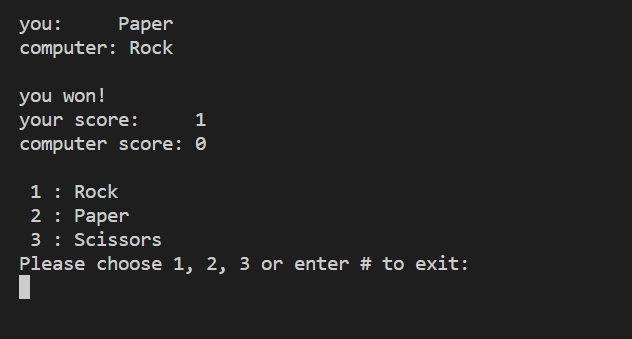 you:     Paper
computer: Rock
you won!
your score:     1
computer score: 0
1 : Rock
2 : Paper
3 : Scissors
Please choose 1, 2, 3 or enter # to exit: